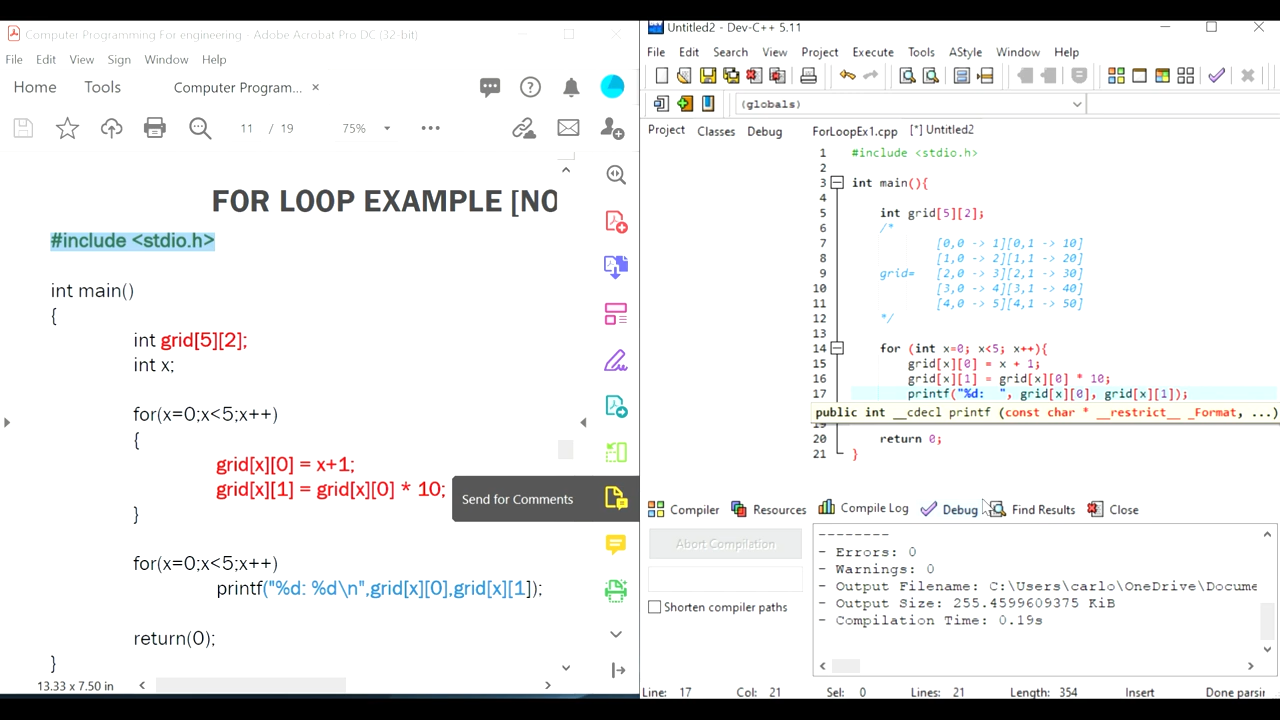 Computer Programming For engineering - Adobe Acrobat Pro DC (32-bit)
File Edit View Sign Window Help
Home Tools Computer Program... ×
11 / 19 75%
FOR LOOP EXAMPLE [NO
#include <stdio.h>
int main()
{
int grid[5][2];
int x;
for(x=0;x<5;x++)
{
grid[x][0] = x+1;
grid[x][1] = grid[x][0] * 10;
}
for(x=0;x<5;x++)
printf("%d: %d\n",grid[x][0],grid[x][1]);
return(0);
}
Send for Comments
13.33 x 7.50 in
Untitled2 - Dev-C++ 5.11
File Edit Search View Project Execute Tools AStyle Window Help
(globals)
Project Classes Debug
ForLoopEx1.cpp [*] Untitled2
1 #include <stdio.h>
2
3 int main(){
4
5 int grid[5][2];
6 /*
7 [0,0 -> 1][0,1 -> 10]
8 [1,0 -> 2][1,1 -> 20]
9 grid= [2,0 -> 3][2,1 -> 30]
10 [3,0 -> 4][3,1 -> 40]
11 [4,0 -> 5][4,1 -> 50]
12 */
13
14 for (int x=0; x<5; x++){
15 grid[x][0] = x + 1;
16 grid[x][1] = grid[x][0] * 10;
17 printf("%d:  ", grid[x][0], grid[x][1]);
public int __cdecl printf (const char * __restrict__ _Format, ...)
19
20 return 0;
21 }
Compiler Resources Compile Log Debug Find Results Close
Abort Compilation
Shorten compiler paths
--------
- Errors: 0
- Warnings: 0
- Output Filename: C:\Users\carlo\OneDrive\Docume
- Output Size: 255.4599609375 KiB
- Compilation Time: 0.19s
Line: 17 Col: 21 Sel: 0 Lines: 21 Length: 354 Insert Done parsi